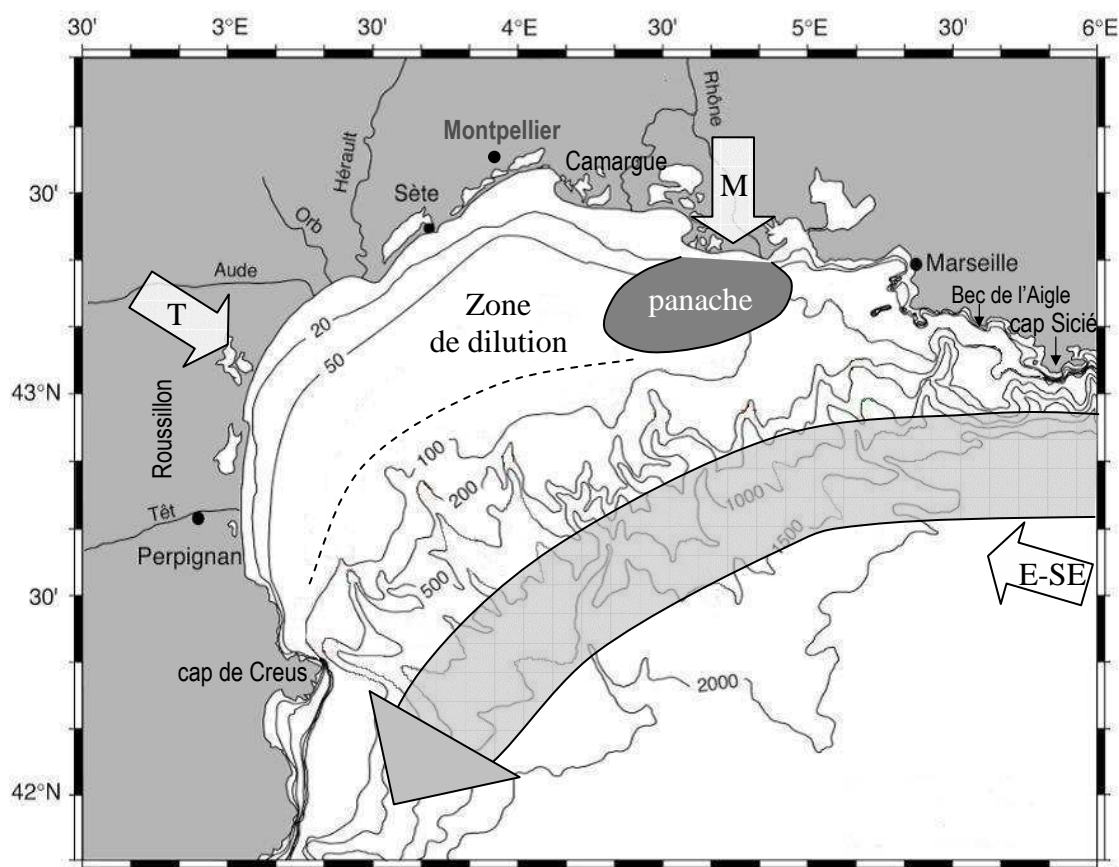 30' 3°E 30' 4°E 30' 5°E 30' 6°E
Rhône
Montpellier
Camargue
Hérault
M
30'
Sète
Orb
Aude
Marseille
Bec de l'Aigle
cap Sicié
T
20
Zone
de dilution
panache
50
43°N
Roussillon
100
200
1000
1500
Têt
Perpignan
500
E-SE
30'
cap de Creus
2000
42°N